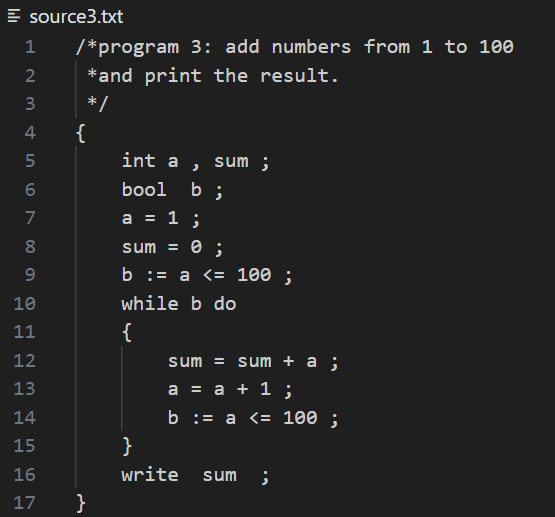 source3.txt
1 /*program 3: add numbers from 1 to 100
2  *and print the result.
3  */
4 {
5     int a , sum ;
6     bool  b ;
7     a = 1 ;
8     sum = 0 ;
9     b := a <= 100 ;
10     while b do
11     {
12         sum = sum + a ;
13         a = a + 1 ;
14         b := a <= 100 ;
15     }
16     write  sum  ;
17 }